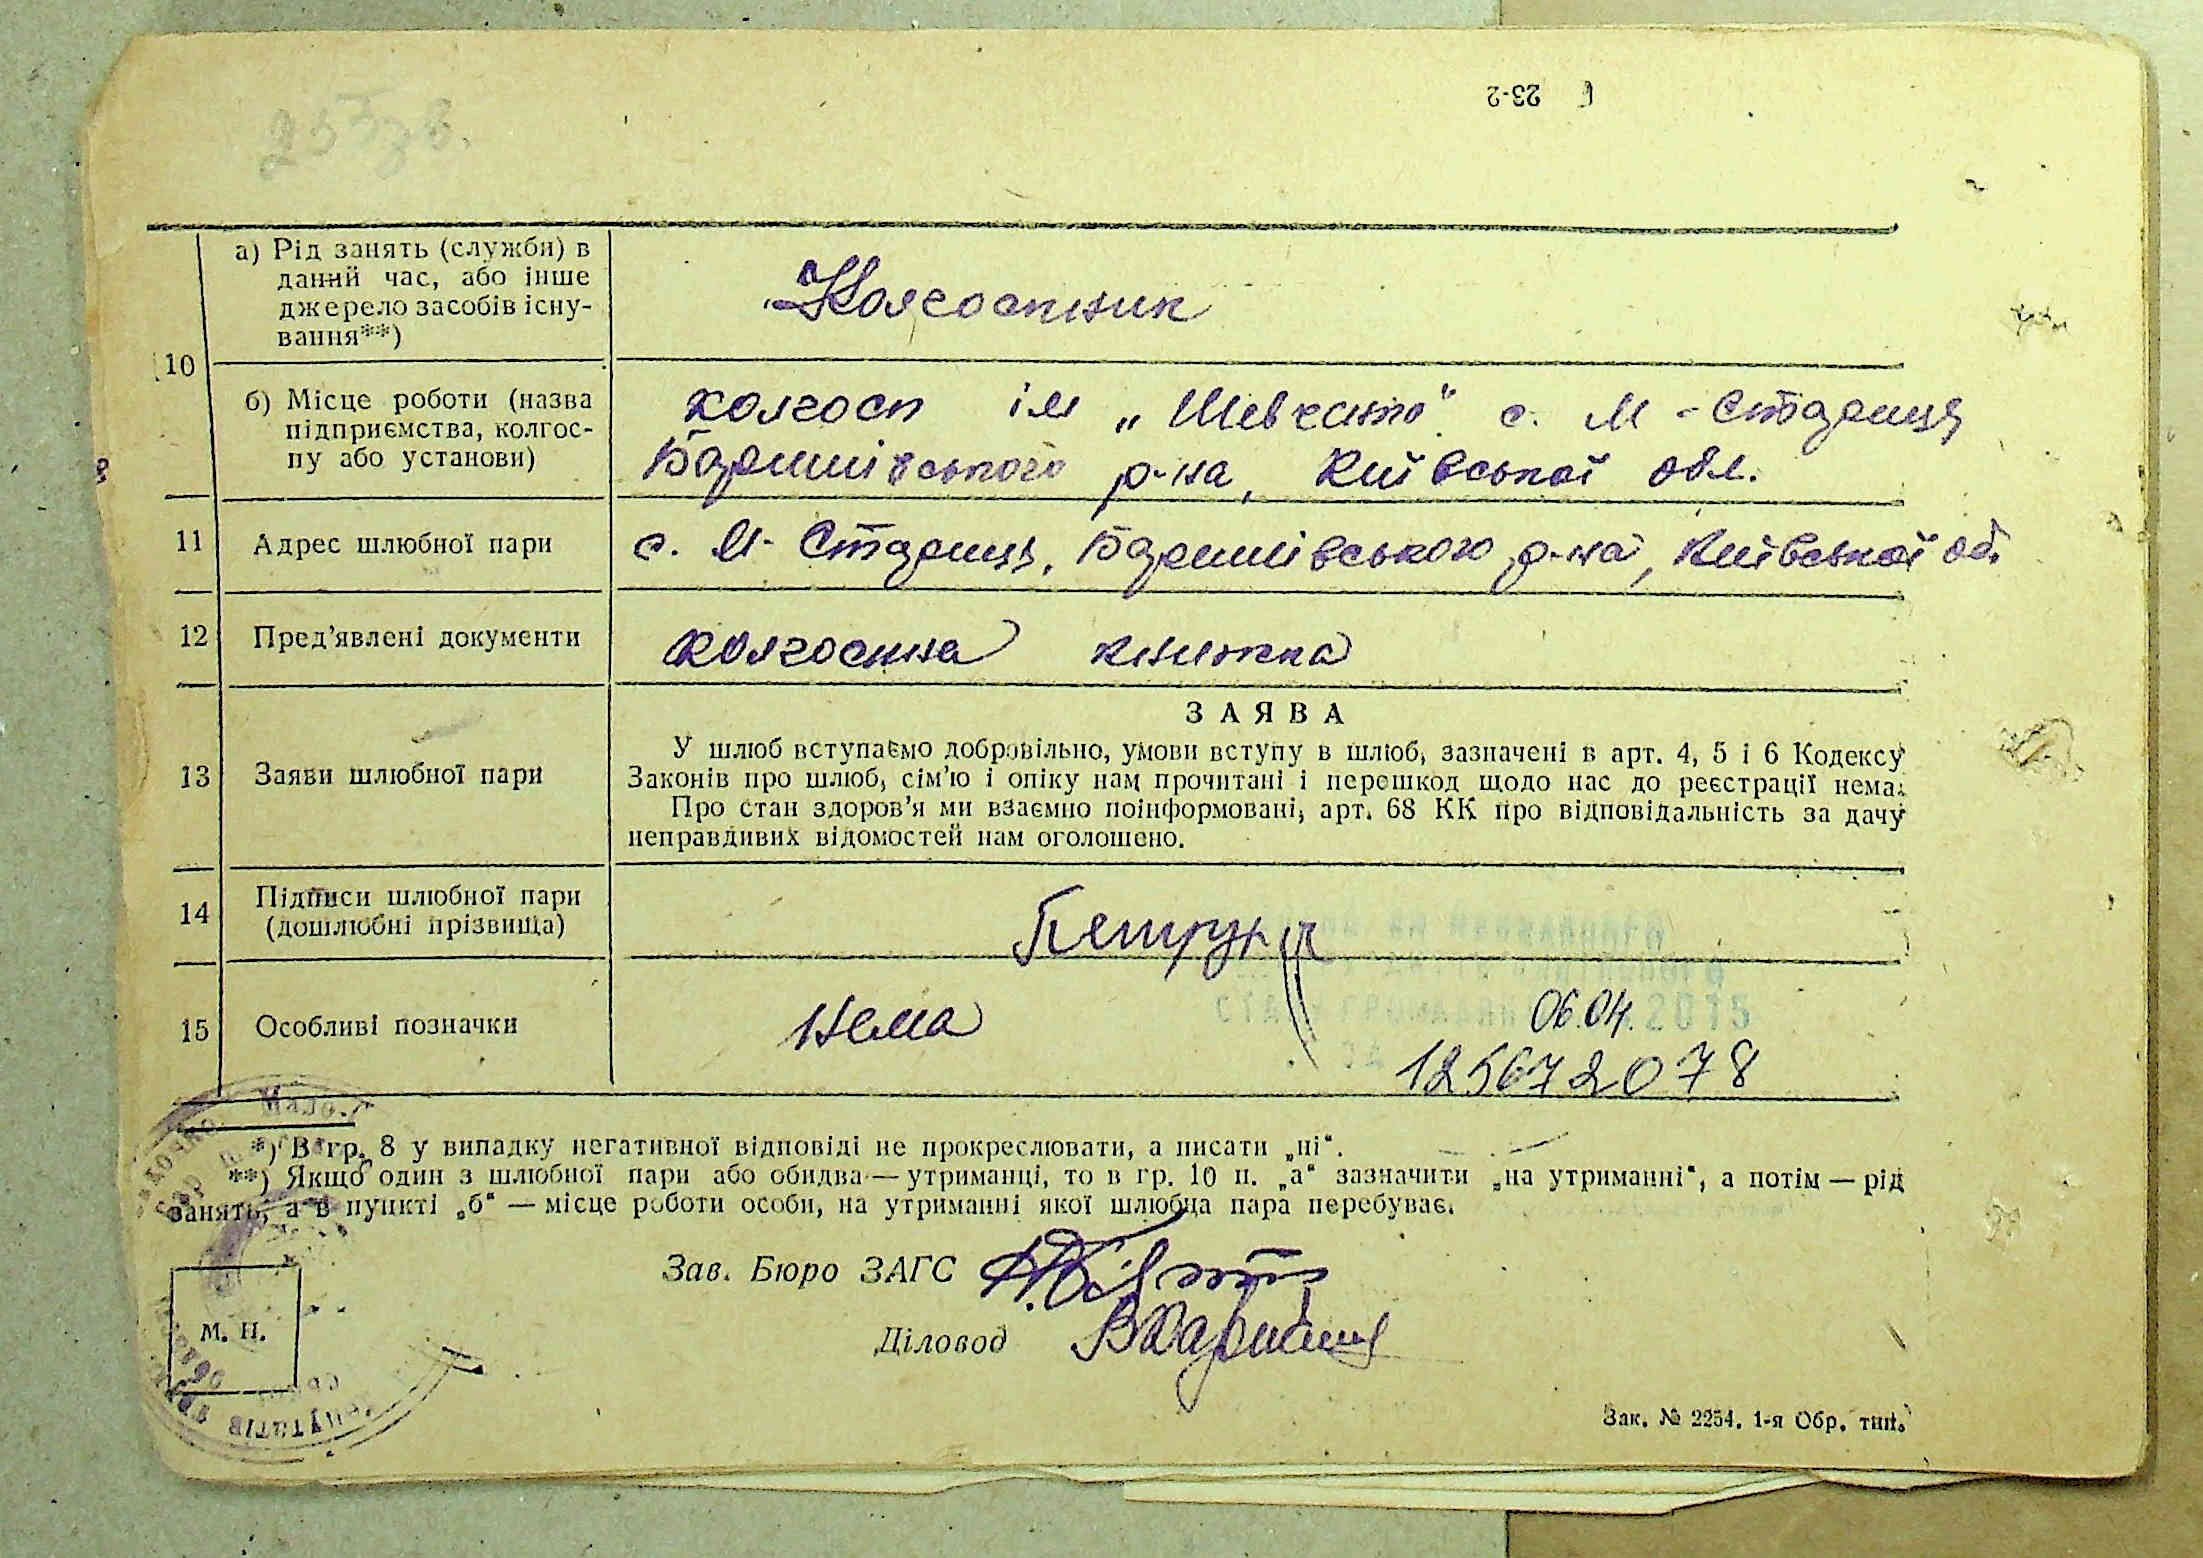 23-2
10
а) Рід занять (служби) в
даний час, або інше
джерело засобів існу-
вання**)
Колгоспник
б) Місце роботи (назва
підприємства, колгос-
пу або установи)
колгосп ім „Шевченко" с. М-Стариця
Баришівського р-на, Київської обл.
11
Адрес шлюбної пари
с. М-Стариця, Баришівського р-на, Київської об.
12
Пред'явлені документи
колгоспна книжка
ЗАЯВА
13
Заяви шлюбної пари
У шлюб вступаємо добровільно, умови вступу в шлюб, зазначені в арт. 4, 5 і 6 Кодексу
Законів про шлюб, сім'ю і опіку нам прочитані і перешкод щодо нас до реєстрації нема.
Про стан здоров'я ми взаємно поінформовані, арт. 68 КК про відповідальність за дачу
неправдивих відомостей нам оголошено.
14
Підписи шлюбної пари
(дошлюбні прізвища)
15
Особливі позначки
Нема
06.04.2015
125672078
*) В гр. 8 у випадку негативної відповіді не прокреслювати, а писати „ні".
**) Якщо один з шлюбної пари або обидва — утриманці, то в гр. 10 п. „а" зазначити „на утриманні", а потім — рід
занять, а в пункті „б" — місце роботи особи, на утриманні якої шлюбца пара перебуває.
Зав. Бюро ЗАГС
Діловод
М. П.
Зак. № 2254. 1-я Обр. тип.